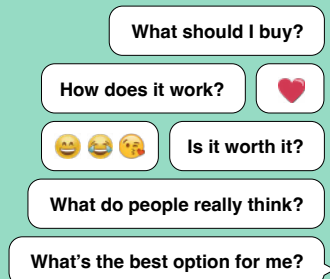 What should I buy?
How does it work? ❤️
😄 😂 😘 Is it worth it?
What do people really think?
What's the best option for me?